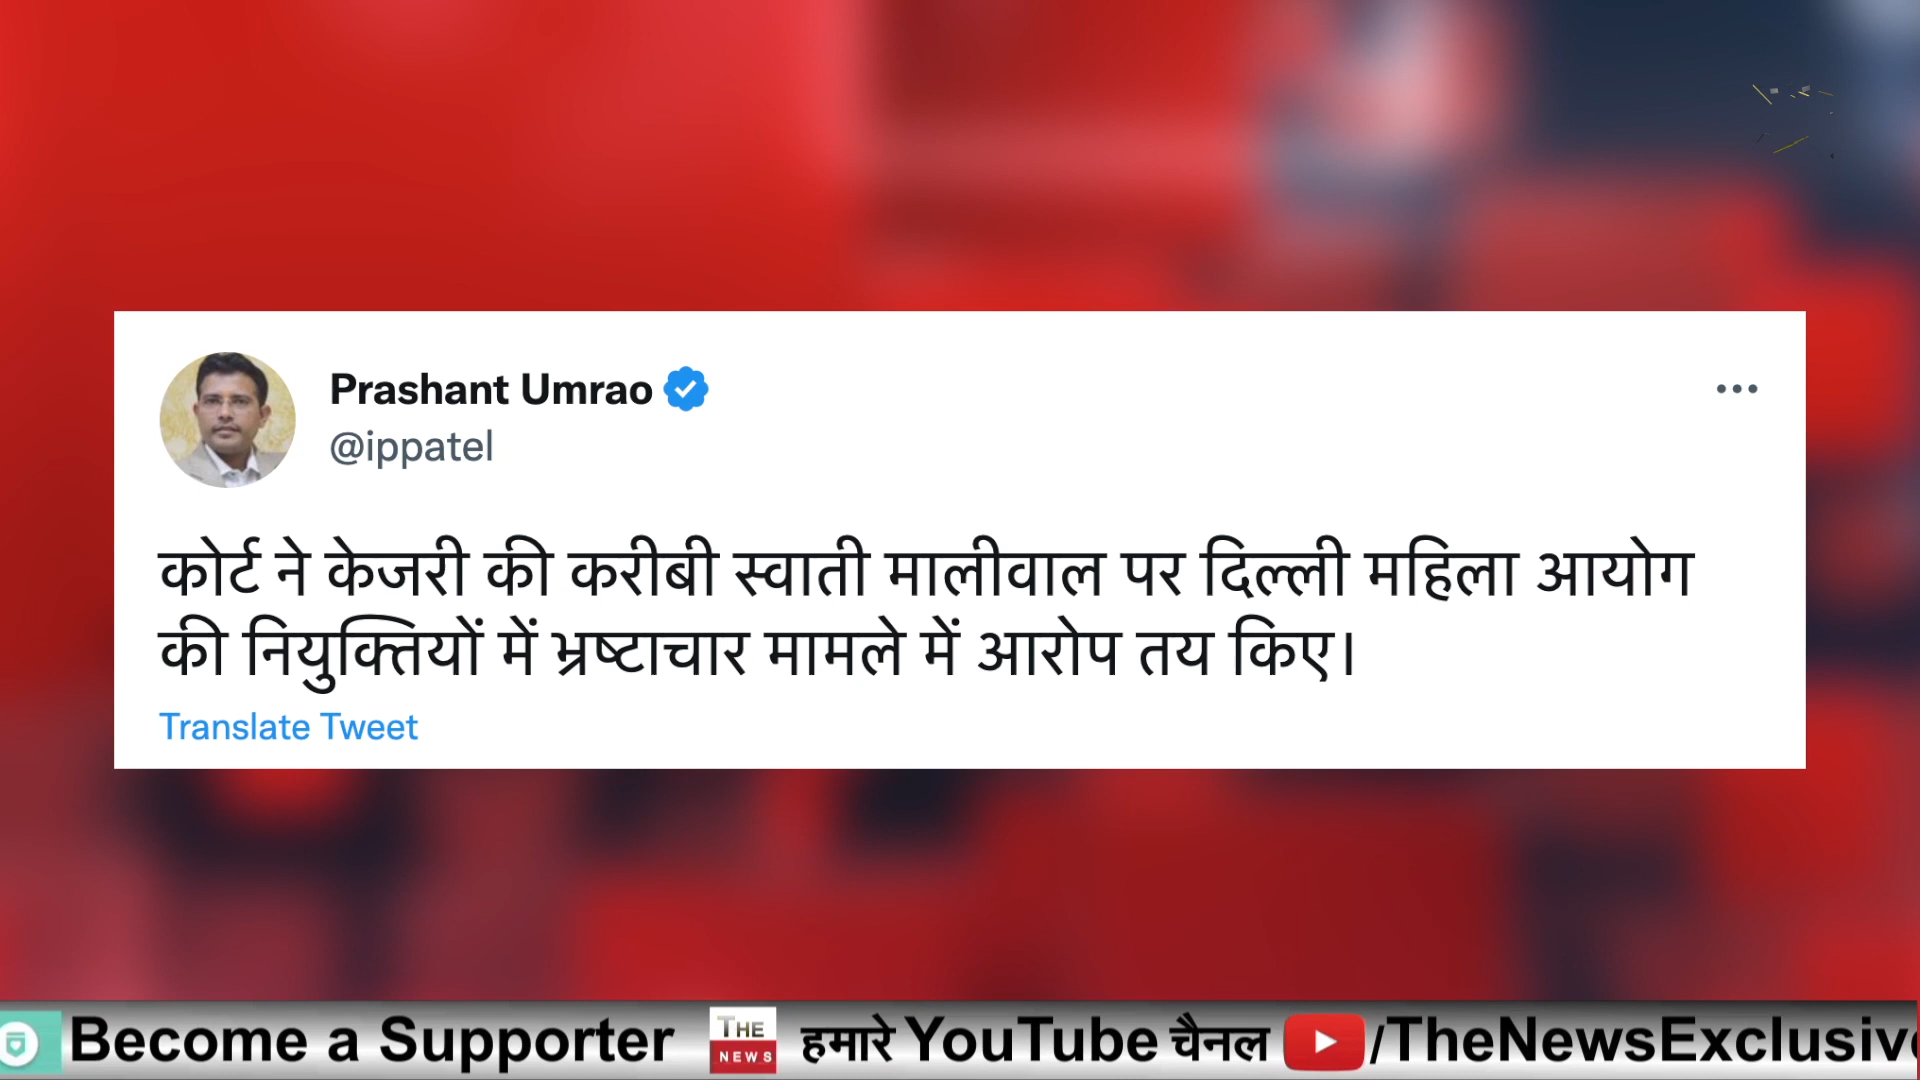 Prashant Umrao
@ippatel
कोर्ट ने केजरी की करीबी स्वाती मालीवाल पर दिल्ली महिला आयोग
की नियुक्तियों में भ्रष्टाचार मामले में आरोप तय किए।
Translate Tweet
Become a Supporter THE NEWS हमारे YouTube चैनल /TheNewsExclusive